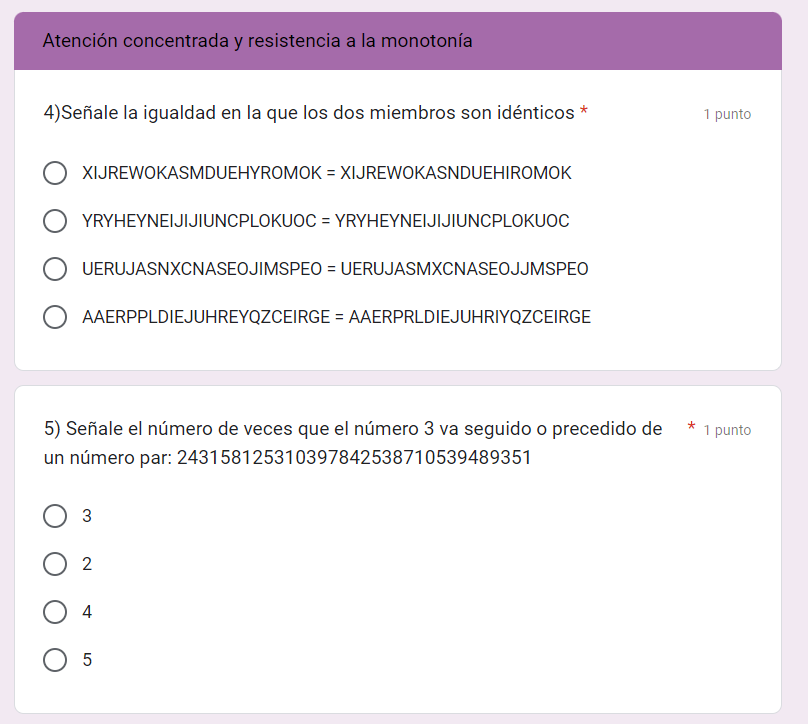 Atención concentrada y resistencia a la monotonía
4)Señale la igualdad en la que los dos miembros son idénticos *
1 punto
XIJREWOKASMDUEHYROMOK = XIJREWOKASNDUEHIROMOK
YRYHEYNEIJIJIUNCPLOKUOC = YRYHEYNEIJIJIUNCPLOKUOC
UERUJASNXCNASEOJIMSPEO = UERUJASMXCNASEOJJMSPEO
AAERPPLDIEJUHREYQZCEIRGE = AAERPRLDIEJUHRIYQZCEIRGE
5) Señale el número de veces que el número 3 va seguido o precedido de
* 1 punto
un número par: 24315812531039784253871053948​9351
3
2
4
5